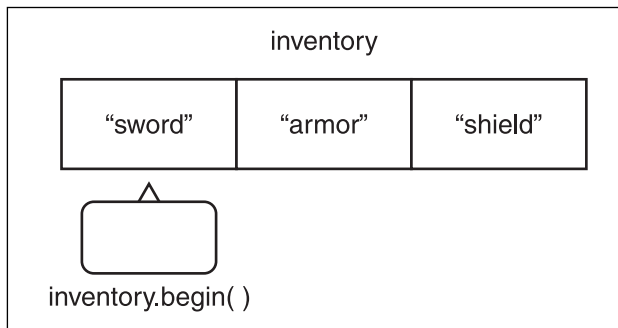 inventory
“sword” “armor” “shield”
inventory.begin( )